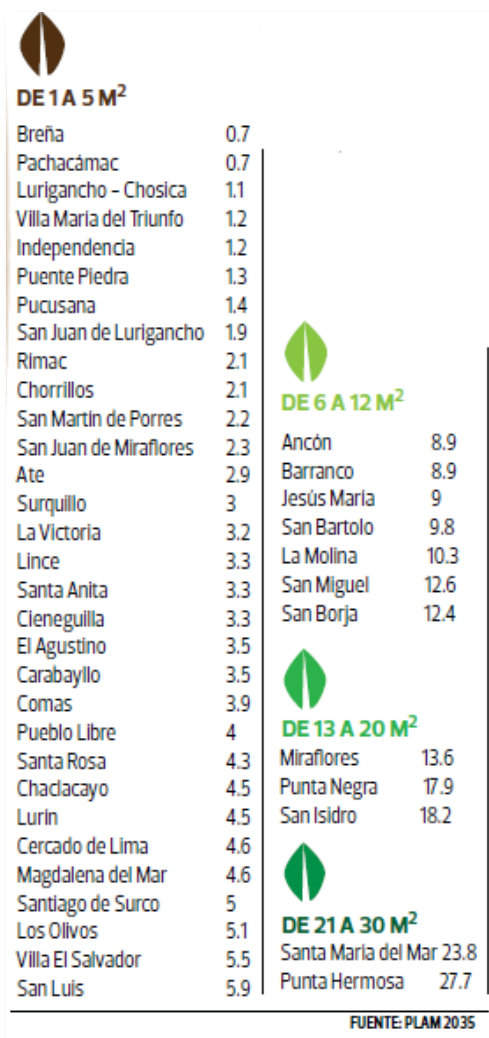 DE 1 A 5 M²
Breña 0.7
Pachacámac 0.7
Lurigancho - Chosica 1.1
Villa María del Triunfo 1.2
Independencia 1.2
Puente Piedra 1.3
Pucusana 1.4
San Juan de Lurigancho 1.9
Rimac 2.1
Chorrillos 2.1
San Martín de Porres 2.2
San Juan de Miraflores 2.3
Ate 2.9
Surquillo 3
La Victoria 3.2
Lince 3.3
Santa Anita 3.3
Cieneguilla 3.3
El Agustino 3.5
Carabayllo 3.5
Comas 3.9
Pueblo Libre 4
Santa Rosa 4.3
Chaclacayo 4.5
Lurín 4.5
Cercado de Lima 4.6
Magdalena del Mar 4.6
Santiago de Surco 5
Los Olivos 5.1
Villa El Salvador 5.5
San Luis 5.9
DE 6 A 12 M²
Ancón 8.9
Barranco 8.9
Jesús María 9
San Bartolo 9.8
La Molina 10.3
San Miguel 12.6
San Borja 12.4
DE 13 A 20 M²
Miraflores 13.6
Punta Negra 17.9
San Isidro 18.2
DE 21 A 30 M²
Santa María del Mar 23.8
Punta Hermosa 27.7
FUENTE: PLAM 2035